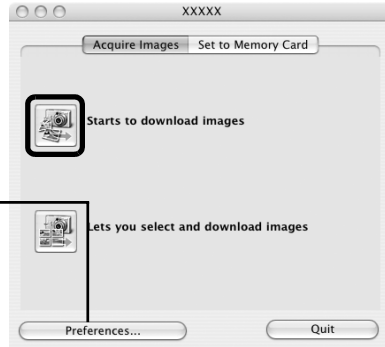 XXXXX
Acquire Images Set to Memory Card
Starts to download images
Lets you select and download images
Preferences... Quit